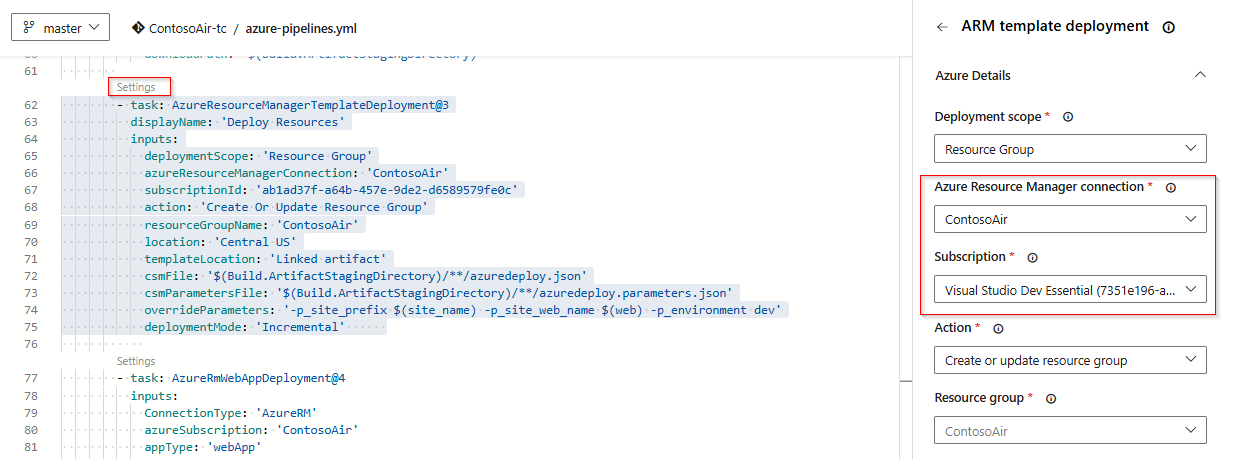 master
ContosoAir-tc / azure-pipelines.yml
61
Settings
62 - task: AzureResourceManagerTemplateDeployment@3
63 displayName: 'Deploy Resources'
64 inputs:
65 deploymentScope: 'Resource Group'
66 azureResourceManagerConnection: 'ContosoAir'
67 subscriptionId: 'ab1ad37f-a64b-457e-9de2-d6589579fe0c'
68 action: 'Create Or Update Resource Group'
69 resourceGroupName: 'ContosoAir'
70 location: 'Central US'
71 templateLocation: 'Linked artifact'
72 csmFile: '$(Build.ArtifactStagingDirectory)/**/azuredeploy.json'
73 csmParametersFile: '$(Build.ArtifactStagingDirectory)/**/azuredeploy.parameters.json'
74 overrideParameters: '-p_site_prefix $(site_name) -p_site_web_name $(web) -p_environment dev'
75 deploymentMode: 'Incremental'
76
Settings
77 - task: AzureRmWebAppDeployment@4
78 inputs:
79 ConnectionType: 'AzureRM'
80 azureSubscription: 'ContosoAir'
81 appType: 'webApp'
ARM template deployment
Azure Details
Deployment scope *
Resource Group
Azure Resource Manager connection *
ContosoAir
Subscription *
Visual Studio Dev Essential (7351e196-a...
Action *
Create or update resource group
Resource group *
ContosoAir